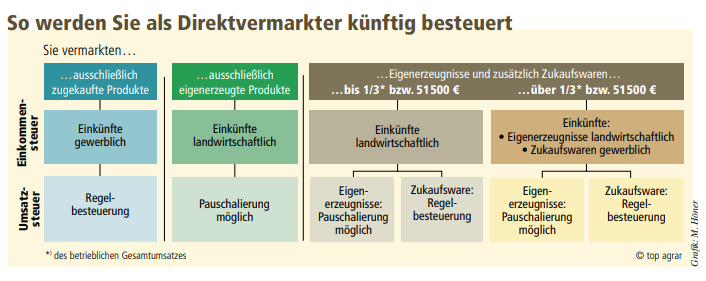 So werden Sie als Direktvermarkter künftig besteuert
Sie vermarkten…
…ausschließlich
zugekaufte Produkte
…ausschließlich
eigenerzeugte Produkte
…Eigenerzeugnisse und zusätzlich Zukaufswaren…
…bis 1/3* bzw. 51500 €
…über 1/3* bzw. 51500 €
Einkommen-
steuer
Einkünfte
gewerblich
Einkünfte
landwirtschaftlich
Einkünfte
landwirtschaftlich
Einkünfte:
• Eigenerzeugnisse landwirtschaftlich
• Zukaufswaren gewerblich
Umsatz-
steuer
Regel-
besteuerung
Pauschalierung
möglich
Eigen-
erzeugnisse:
Pauschalierung
möglich
Zukaufsware:
Regel-
besteuerung
Eigen-
erzeugnisse:
Pauschalierung
möglich
Zukaufsware:
Regel-
besteuerung
*) des betrieblichen Gesamtumsatzes
© top agrar
Grafik: M. Höner